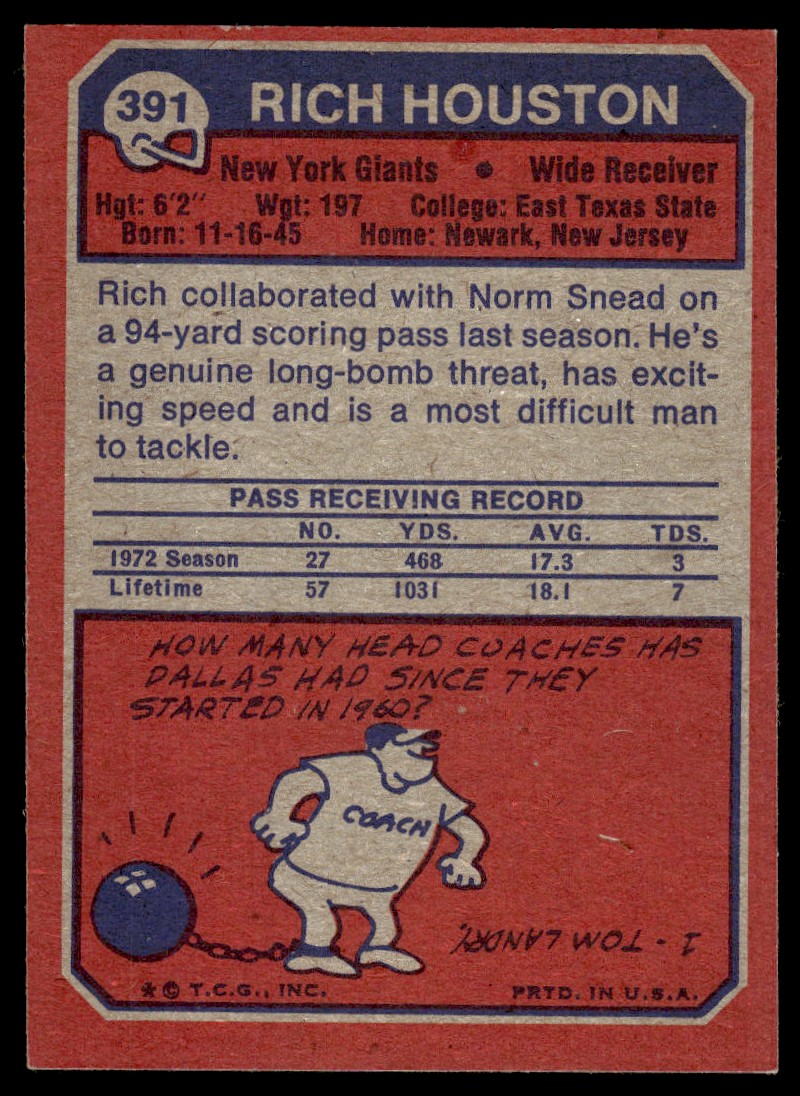 391 RICH HOUSTON
New York Giants • Wide Receiver
Hgt: 6'2" Wgt: 197 College: East Texas State
Born: 11-16-45 Home: Newark, New Jersey
Rich collaborated with Norm Snead on
a 94-yard scoring pass last season. He's
a genuine long-bomb threat, has excit-
ing speed and is a most difficult man
to tackle.
PASS RECEIVING RECORD
NO. YDS. AVG. TDS.
1972 Season 27 468 17.3 3
Lifetime 57 1031 18.1 7
HOW MANY HEAD COACHES HAS
DALLAS HAD SINCE THEY
STARTED IN 1960?
COACH
1 - TOM LANDRY.
* © T.C.G., INC. PRTD. IN U.S.A.